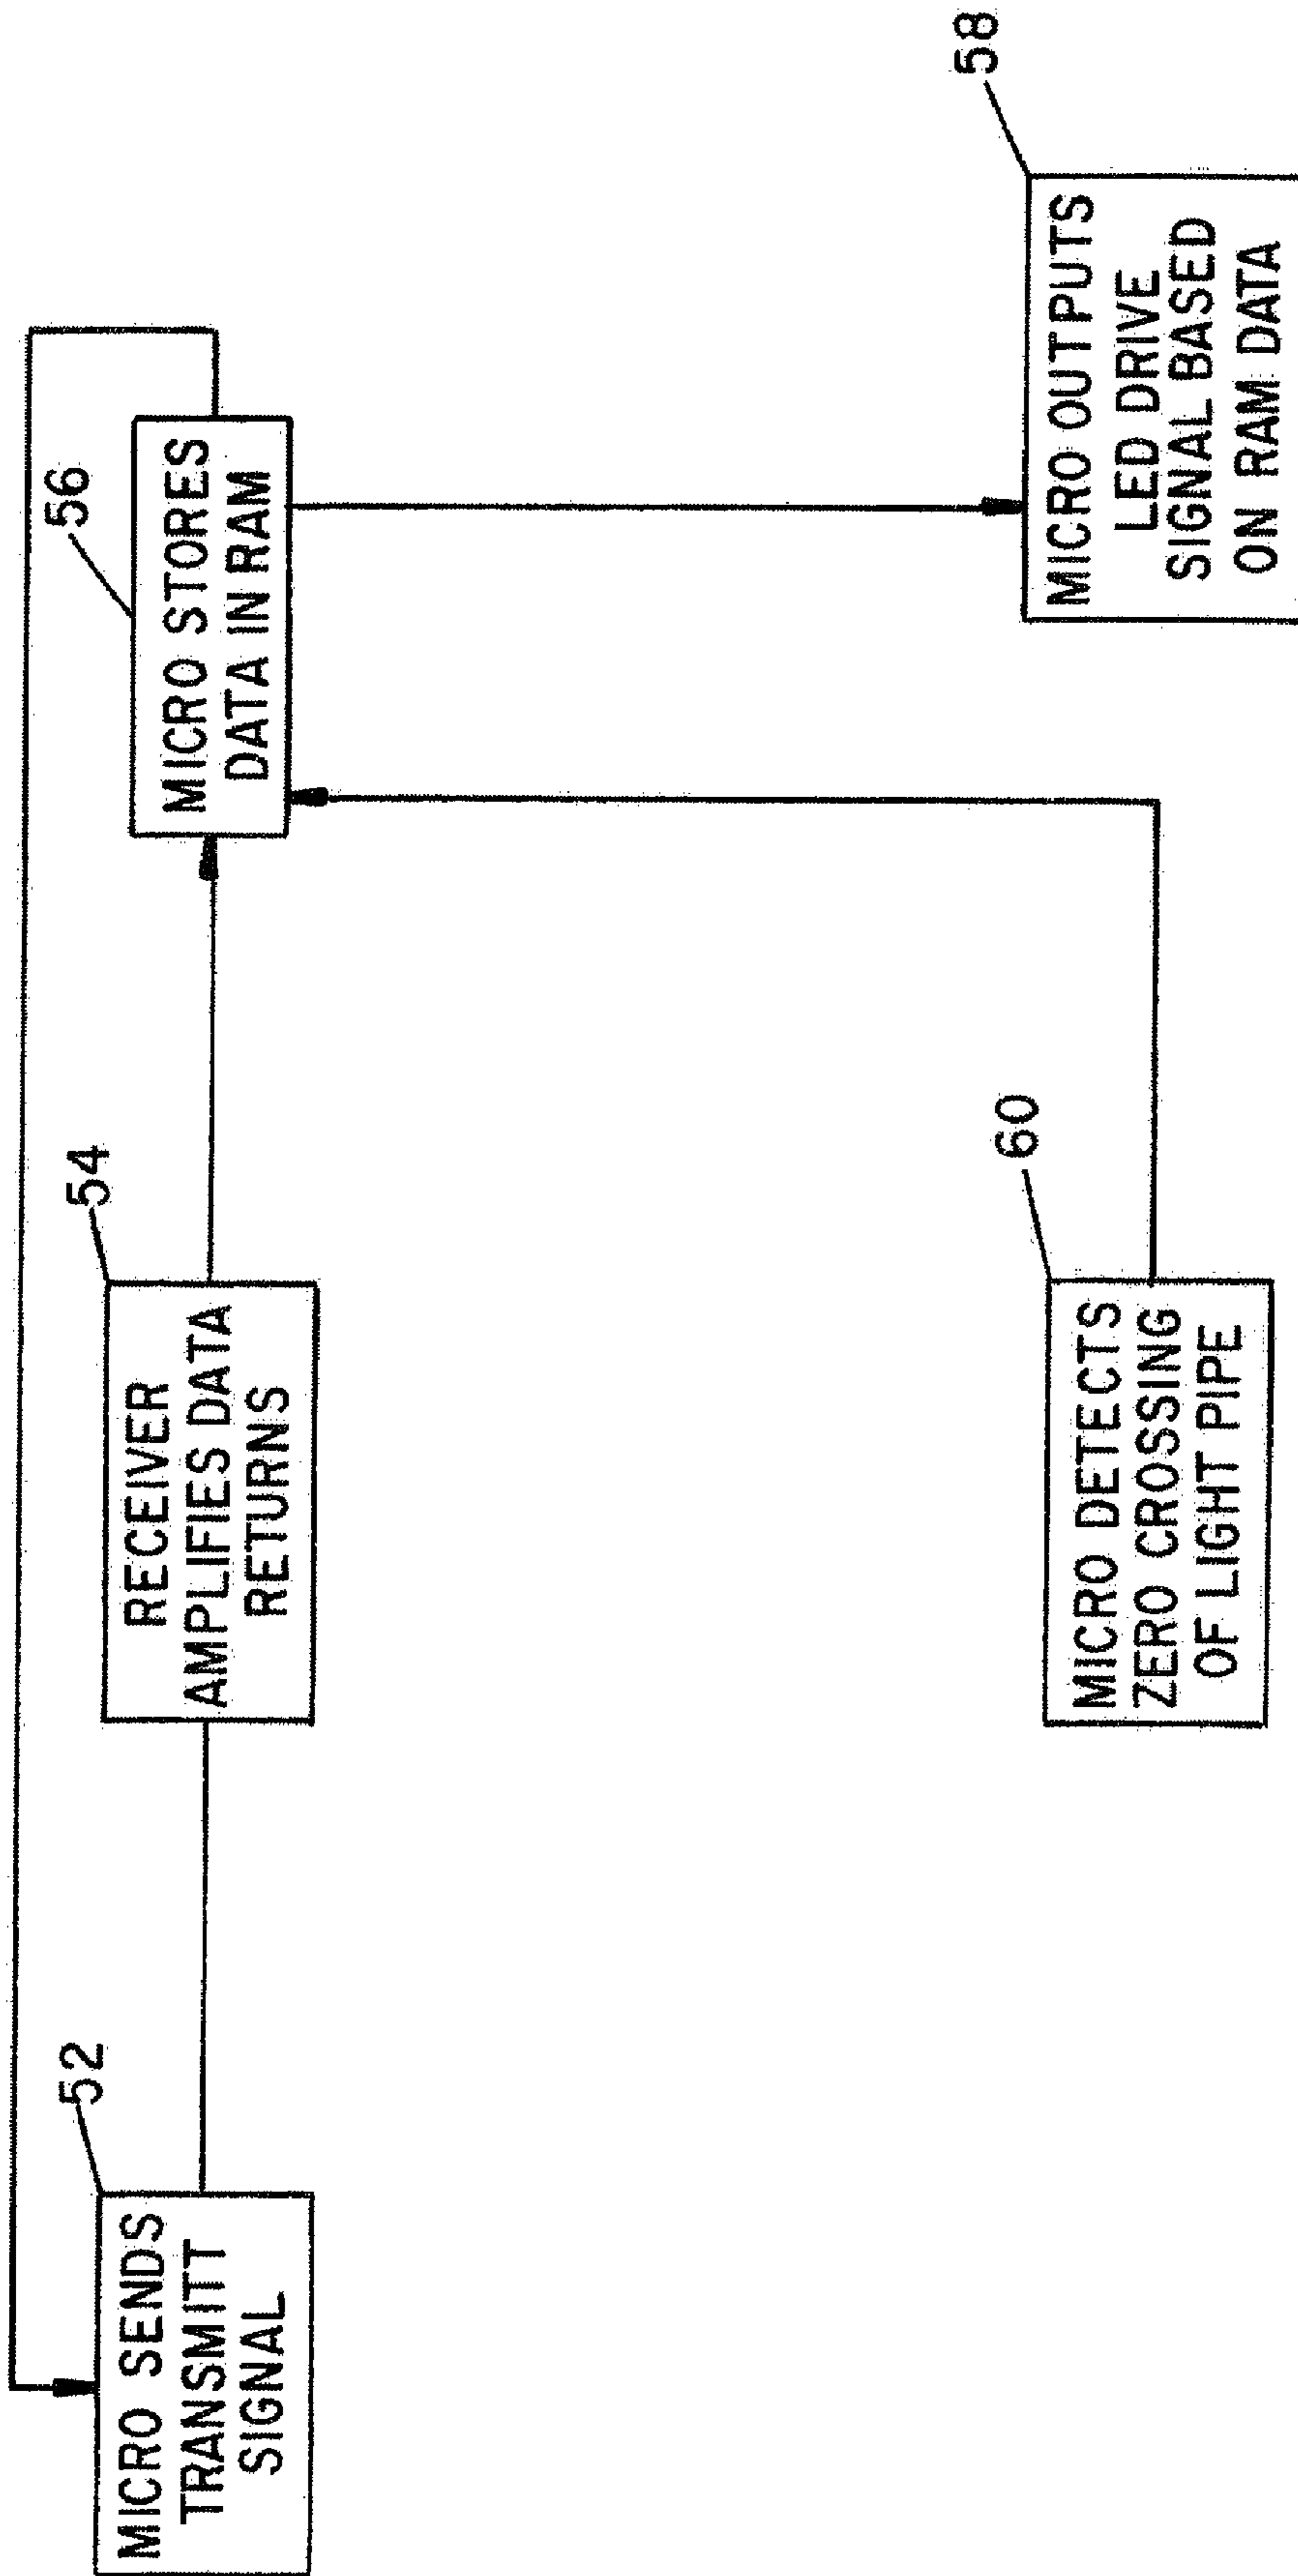 52
MICRO SENDS
TRANSMITT
SIGNAL
54
RECEIVER
AMPLIFIES DATA
RETURNS
56
MICRO STORES
DATA IN RAM
60
MICRO DETECTS
ZERO CROSSING
OF LIGHT PIPE
58
MICRO OUTPUTS
LED DRIVE
SIGNAL BASED
ON RAM DATA